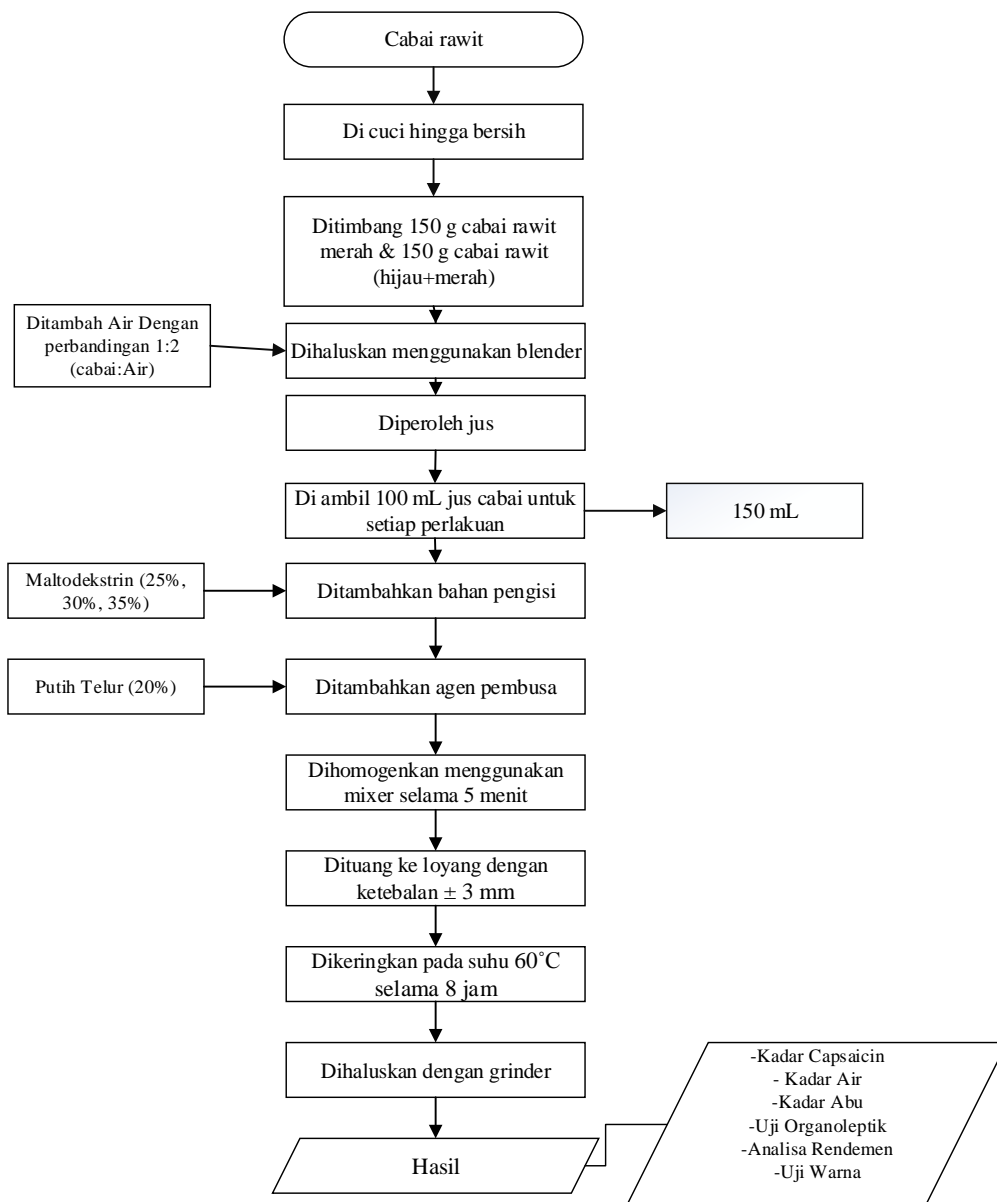 Cabai rawit
Di cuci hingga bersih
Ditimbang 150 g cabai rawit
merah & 150 g cabai rawit
(hijau+merah)
Ditambah Air Dengan
perbandingan 1:2
(cabai:Air)
Dihaluskan menggunakan blender
Diperoleh jus
Di ambil 100 mL jus cabai untuk
setiap perlakuan
150 mL
Maltodekstrin (25%,
30%, 35%)
Ditambahkan bahan pengisi
Putih Telur (20%)
Ditambahkan agen pembusa
Dihomogenkan menggunakan
mixer selama 5 menit
Dituang ke loyang dengan
ketebalan ± 3 mm
Dikeringkan pada suhu 60˚C
selama 8 jam
Dihaluskan dengan grinder
Hasil
-Kadar Capsaicin
- Kadar Air
-Kadar Abu
-Uji Organoleptik
-Analisa Rendemen
-Uji Warna